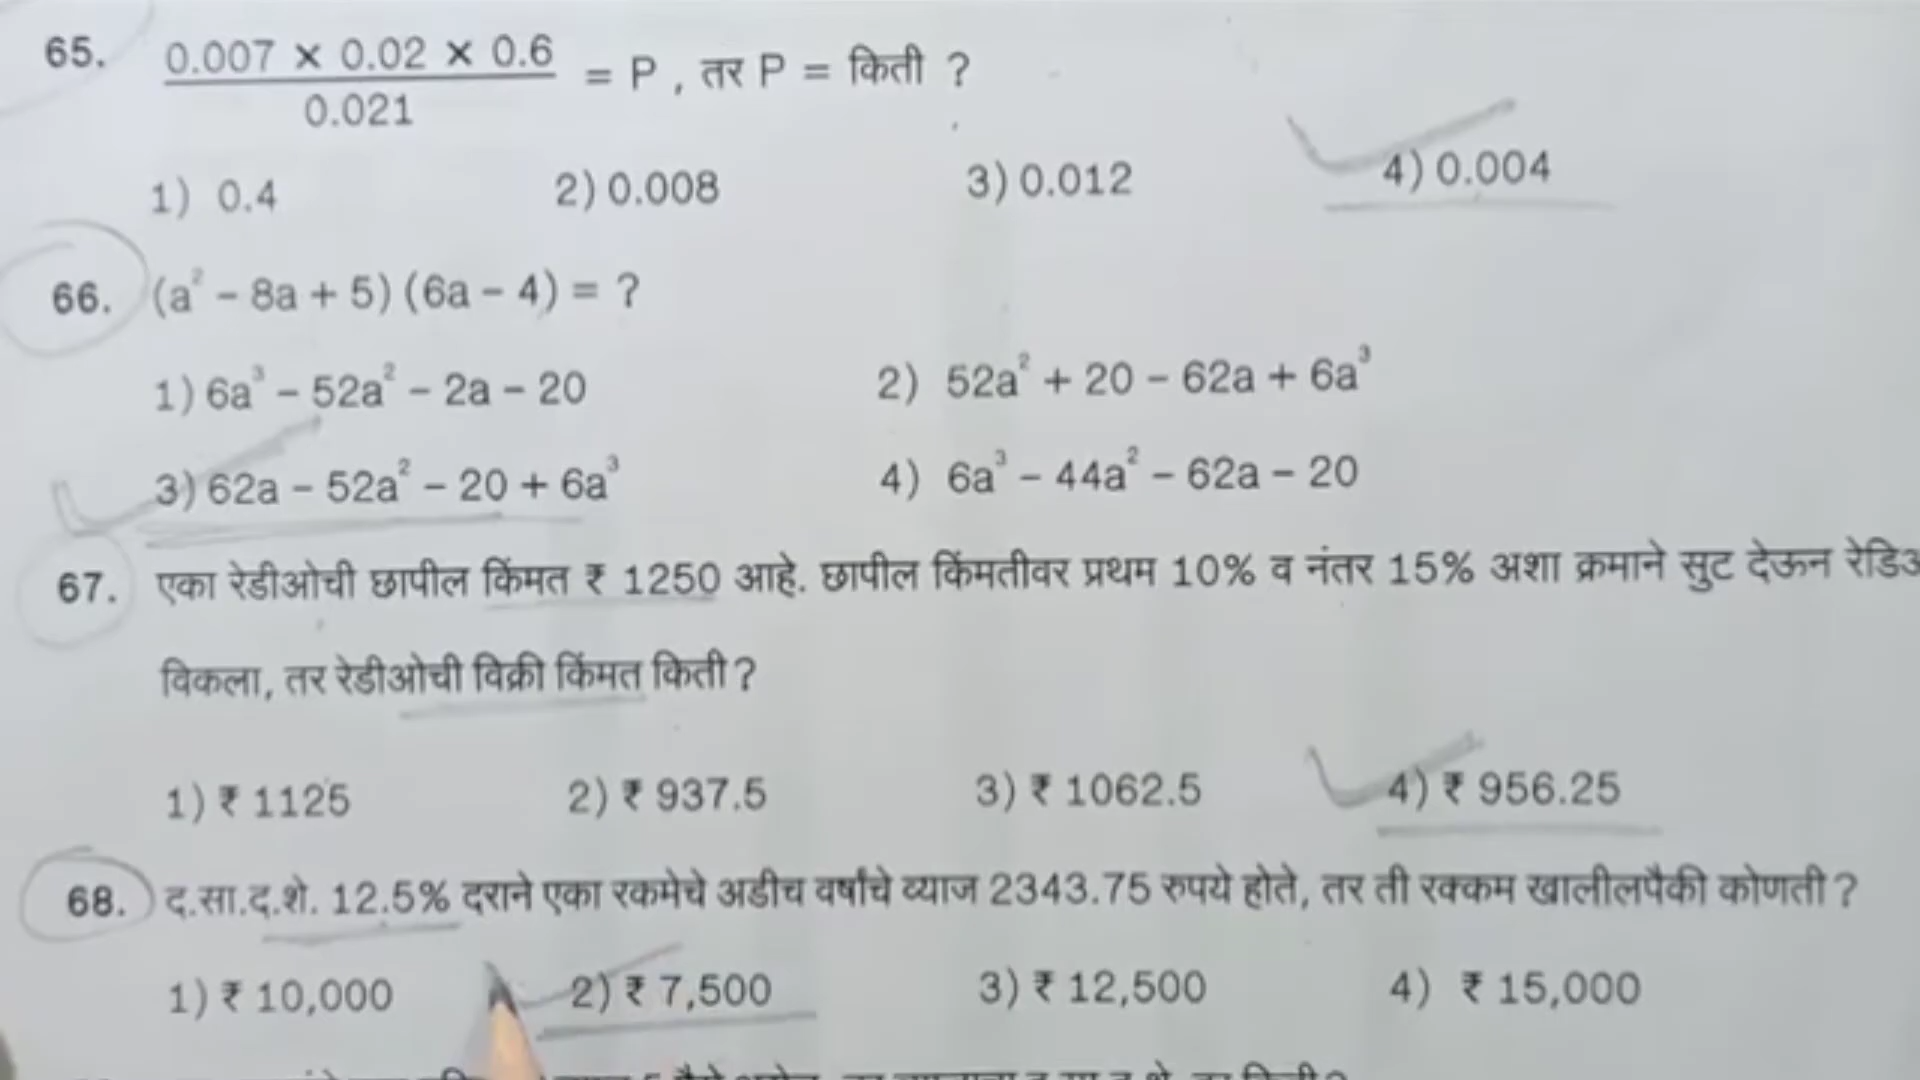 65. 0.007 × 0.02 × 0.6 / 0.021 = P , तर P = किती ?
1) 0.4 2) 0.008 3) 0.012 4) 0.004
66. (a² – 8a + 5) (6a – 4) = ?
1) 6a³ – 52a² – 2a – 20 2) 52a² + 20 – 62a + 6a³
3) 62a – 52a² – 20 + 6a³ 4) 6a³ – 44a² – 62a – 20
67. एका रेडीओची छापील किंमत ₹ 1250 आहे. छापील किंमतीवर प्रथम 10% व नंतर 15% अशा क्रमाने सुट देऊन रेडिअ
विकला, तर रेडीओची विक्री किंमत किती ?
1) ₹ 1125 2) ₹ 937.5 3) ₹ 1062.5 4) ₹ 956.25
68. द.सा.द.शे. 12.5% दराने एका रकमेचे अडीच वर्षांचे व्याज 2343.75 रुपये होते, तर ती रक्कम खालीलपैकी कोणती ?
1) ₹ 10,000 2) ₹ 7,500 3) ₹ 12,500 4) ₹ 15,000